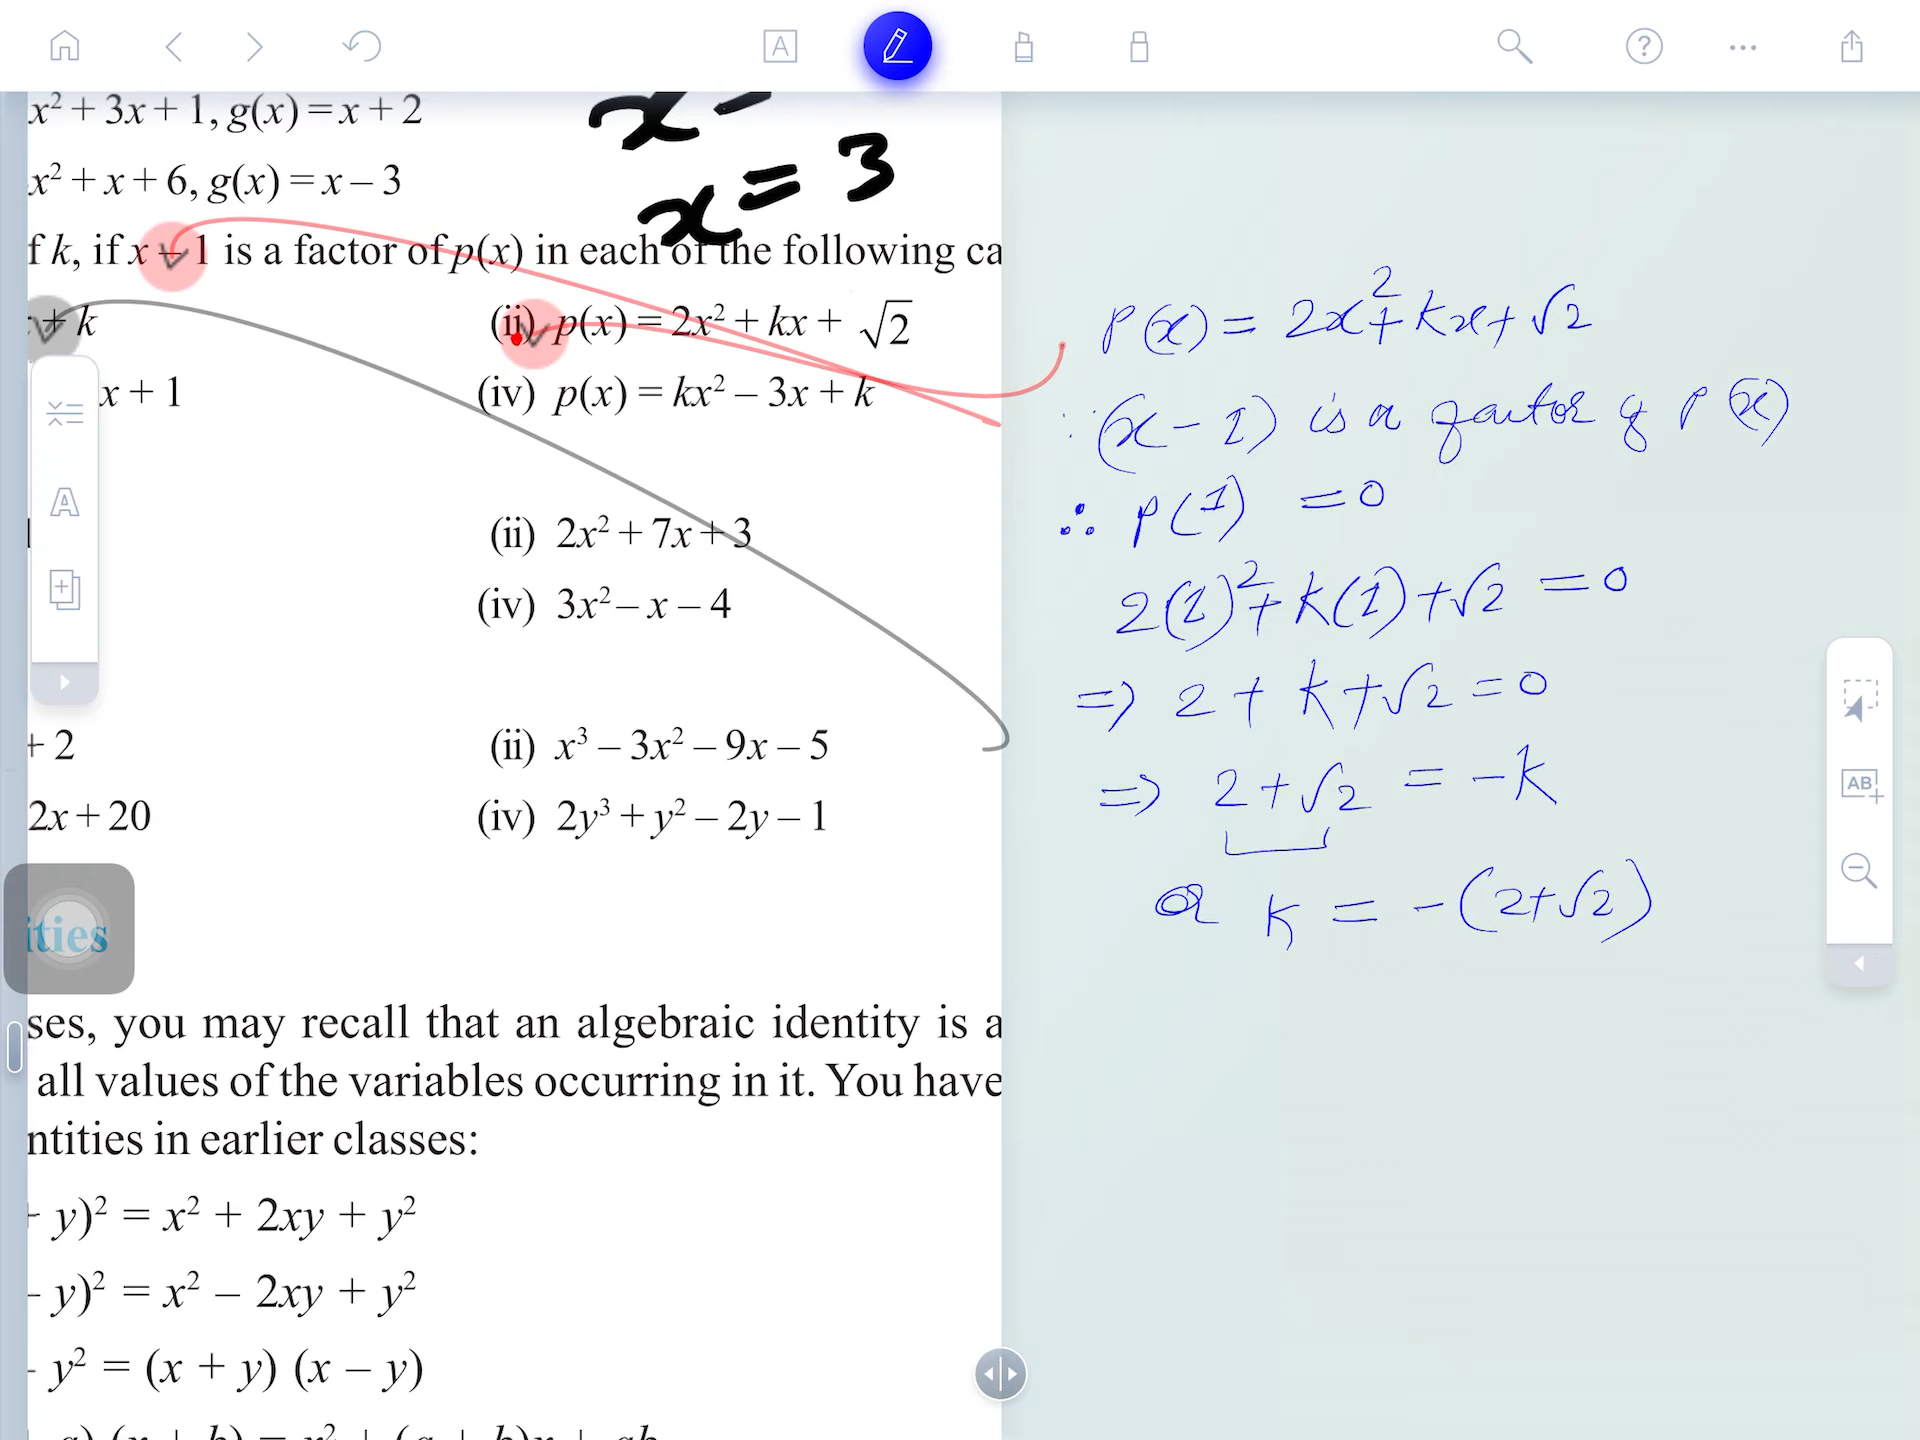 x² + 3x + 1, g(x) = x + 2
x² + x + 6, g(x) = x – 3
x = 3
f k, if x – 1 is a factor of p(x) in each of the following ca
+ k
(ii) p(x) = 2x² + kx + √2
x + 1
(iv) p(x) = kx² – 3x + k
(ii) 2x² + 7x + 3
(iv) 3x² – x – 4
+ 2
(ii) x³ – 3x² – 9x – 5
2x + 20
(iv) 2y³ + y² – 2y – 1
ities
ses, you may recall that an algebraic identity is a
all values of the variables occurring in it. You have
ntities in earlier classes:
y)² = x² + 2xy + y²
– y)² = x² – 2xy + y²
y² = (x + y) (x – y)
P(x) = 2x² + kx + √2
∵ (x – 1) is a factor of P(x)
∴ P(1) = 0
2(1)² + k(1) + √2 = 0
=> 2 + k + √2 = 0
=> 2 + √2 = –k
or k = –(2+√2)
A
A
AB